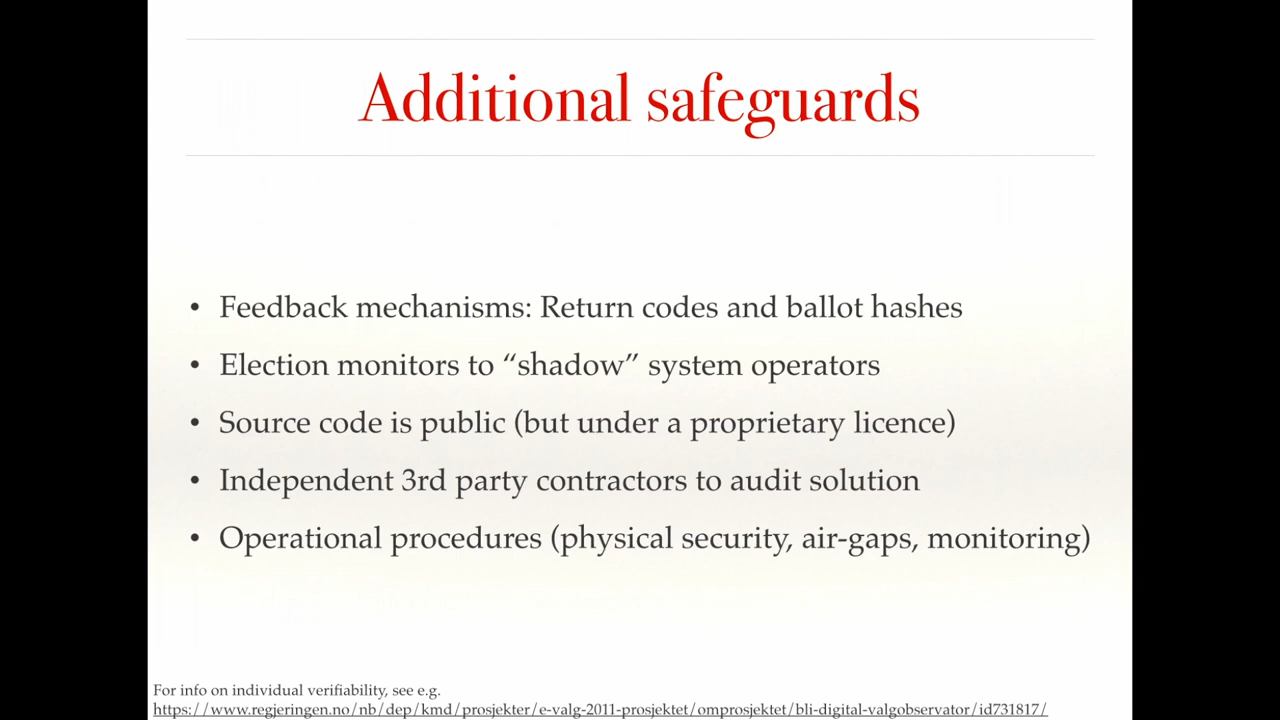 Additional safeguards
• Feedback mechanisms: Return codes and ballot hashes
• Election monitors to “shadow” system operators
• Source code is public (but under a proprietary licence)
• Independent 3rd party contractors to audit solution
• Operational procedures (physical security, air-gaps, monitoring)
For info on individual verifiability, see e.g.
https://www.regjeringen.no/nb/dep/kmd/prosjekter/e-valg-2011-prosjektet/omprosjektet/bli-digital-valgobservator/id731817/